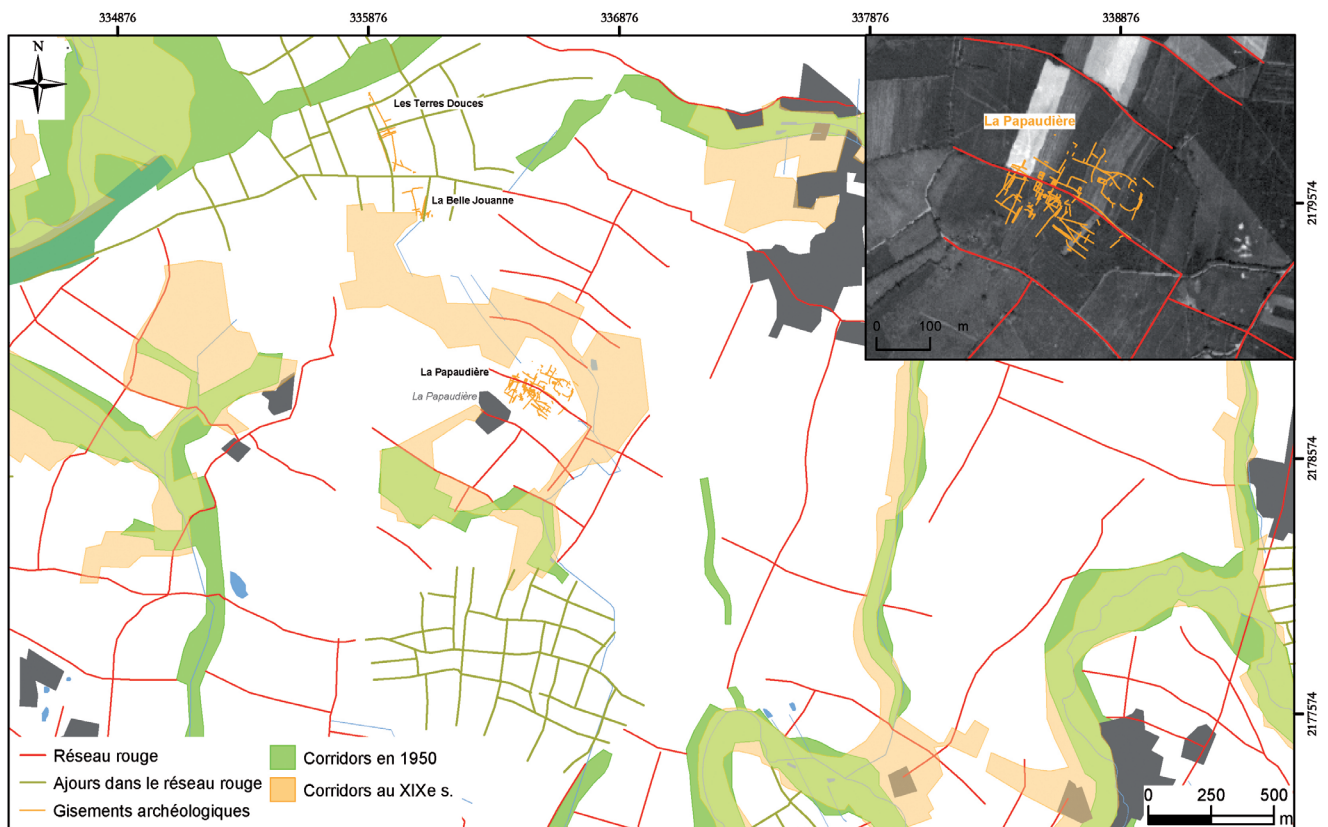 334876
335876
336876
337876
338876
N
Les Terres Douces
La Papaudière
La Belle Jouanne
2179574
0 100 m
La Papaudière
La Papaudière
2178574
2177574
Réseau rouge
Ajours dans le réseau rouge
Gisements archéologiques
Corridors en 1950
Corridors au XIXe s.
0 250 500
m